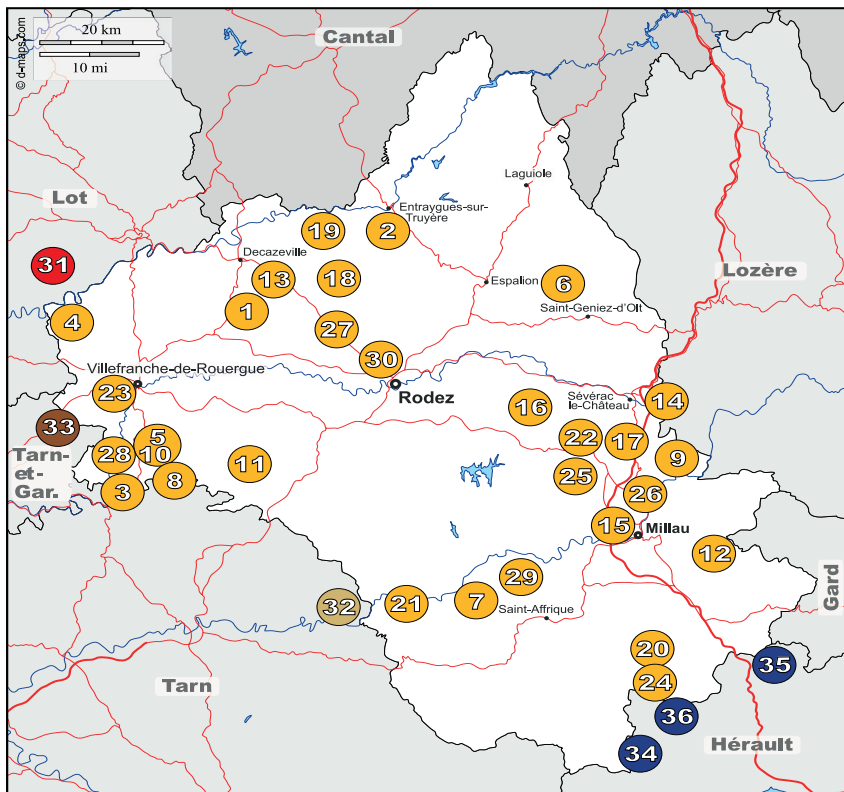 20 km
10 mi
© d-maps.com
Cantal
Laguiole
Lot
Entraygues-sur-
Truyère
19
2
Decazeville
31
13
18
Espalion
6
Lozère
4
1
Saint-Geniez-d'Olt
27
30
Villefranche-de-Rouergue
Rodez
23
16
Sévérac
le-Château
14
33
5
10
22
17
28
Tarn-
et-
Gar.
11
9
3
8
25
26
15
Millau
12
29
Gard
32
21
7
Saint-Affrique
20
35
Tarn
24
36
34
Hérault